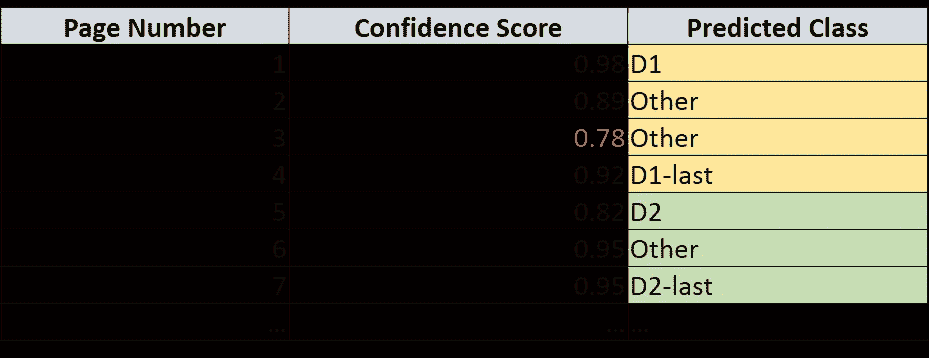 Page Number Confidence Score Predicted Class
1 0.98 D1
2 0.89 Other
3 0.78 Other
4 0.92 D1-last
5 0.82 D2
6 0.95 Other
7 0.95 D2-last
... ... ...